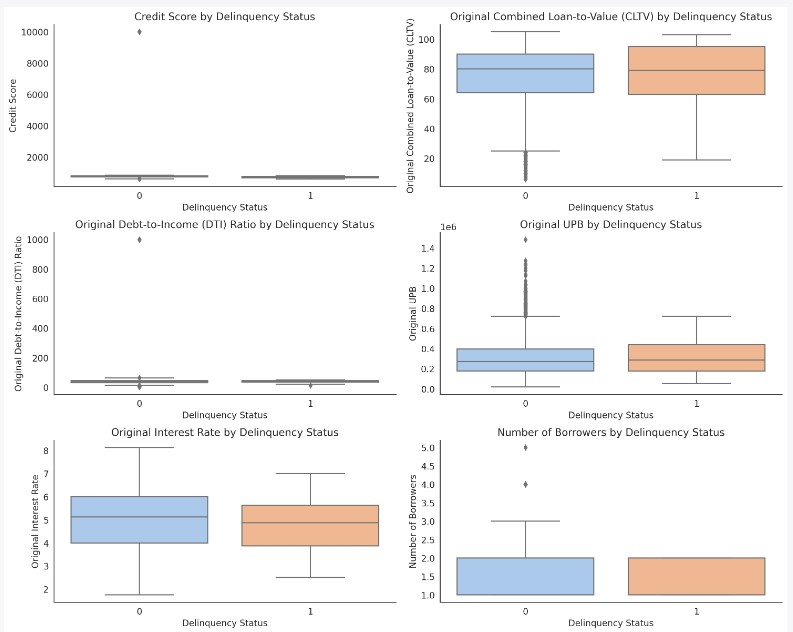 Credit Score by Delinquency Status
10000
8000
6000
4000
2000
Credit Score
0 1
Delinquency Status
Original Combined Loan-to-Value (CLTV) by Delinquency Status
100
80
60
40
20
Original Combined Loan-to-Value (CLTV)
0 1
Delinquency Status
Original Debt-to-Income (DTI) Ratio by Delinquency Status
1000
800
600
400
200
0
Original Debt-to-Income (DTI) Ratio
0 1
Delinquency Status
Original UPB by Delinquency Status
1e6
1.4
1.2
1.0
0.8
0.6
0.4
0.2
0.0
Original UPB
0 1
Delinquency Status
Original Interest Rate by Delinquency Status
8
7
6
5
4
3
2
Original Interest Rate
0 1
Delinquency Status
Number of Borrowers by Delinquency Status
5.0
4.5
4.0
3.5
3.0
2.5
2.0
1.5
1.0
Number of Borrowers
0 1
Delinquency Status